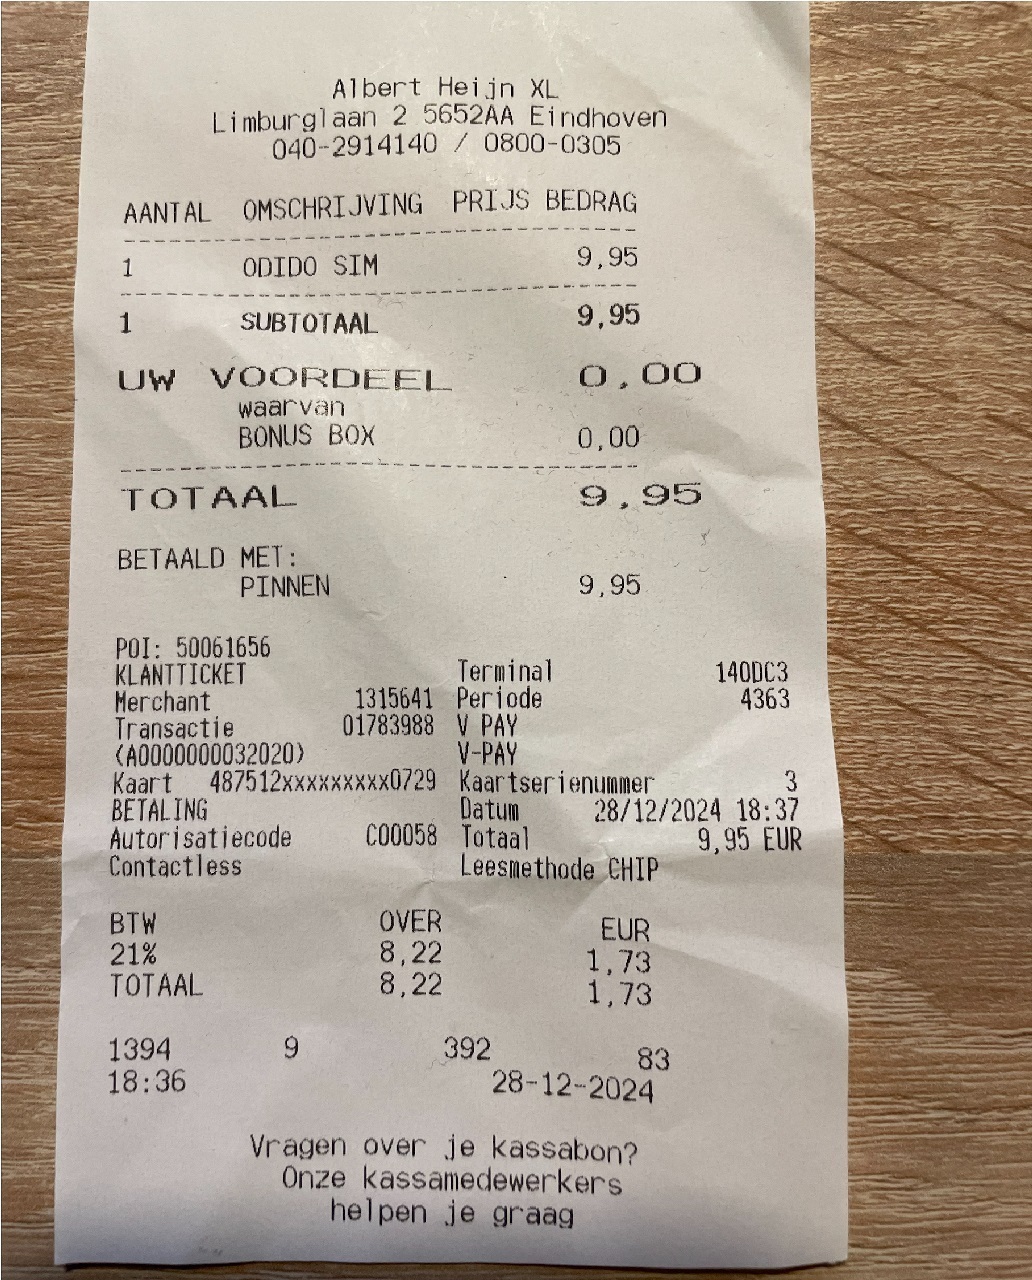 Albert Heijn XL
Limburglaan 2 5652AA Eindhoven
040-2914140 / 0800-0305
AANTAL OMSCHRIJVING PRIJS BEDRAG
1 ODIDO SIM 9,95
1 SUBTOTAAL 9,95
UW VOORDEEL 0,00
waarvan
BONUS BOX 0,00
TOTAAL 9,95
BETAALD MET:
PINNEN 9,95
POI: 50061656
KLANTTICKET Terminal 140DC3
Merchant 1315641 Periode 4363
Transactie 01783988 V PAY
(A0000000032020) V-PAY
Kaart 487512xxxxxxxxx0729 Kaartserienummer 3
BETALING Datum 28/12/2024 18:37
Autorisatiecode C00058 Totaal 9,95 EUR
Contactless Leesmethode CHIP
BTW OVER EUR
21% 8,22 1,73
TOTAAL 8,22 1,73
1394 9 392 83
18:36 28-12-2024
Vragen over je kassabon?
Onze kassamedewerkers
helpen je graag